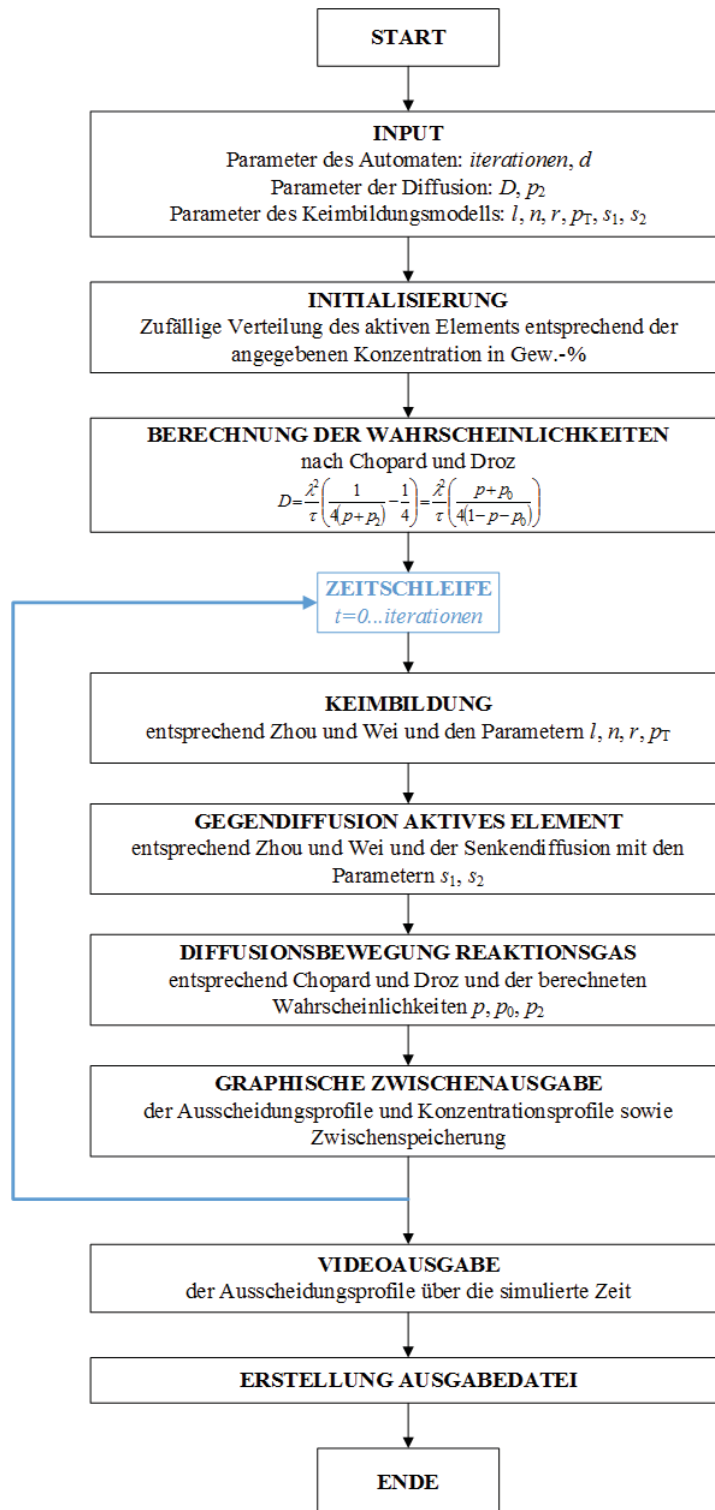 START
INPUT
Parameter des Automaten: iterationen, d
Parameter der Diffusion: D, p₂
Parameter des Keimbildungsmodells: l, n, r, p_T, s₁, s₂
INITIALISIERUNG
Zufällige Verteilung des aktiven Elements entsprechend der
angegebenen Konzentration in Gew.-%
BERECHNUNG DER WAHRSCHEINLICHKEITEN
nach Chopard und Droz
D=λ²/τ(1/(4(p+p₂))−1/4)=λ²/τ((p+p₀)/(4(1−p−p₀)))
ZEITSCHLEIFE
t=0...iterationen
KEIMBILDUNG
entsprechend Zhou und Wei und den Parametern l, n, r, p_T
GEGENDIFFUSION AKTIVES ELEMENT
entsprechend Zhou und Wei und der Senkendiffusion mit den
Parametern s₁, s₂
DIFFUSIONSBEWEGUNG REAKTIONSGAS
entsprechend Chopard und Droz und der berechneten
Wahrscheinlichkeiten p, p₀, p₂
GRAPHISCHE ZWISCHENAUSGABE
der Ausscheidungsprofile und Konzentrationsprofile sowie
Zwischenspeicherung
VIDEOAUSGABE
der Ausscheidungsprofile über die simulierte Zeit
ERSTELLUNG AUSGABEDATEI
ENDE